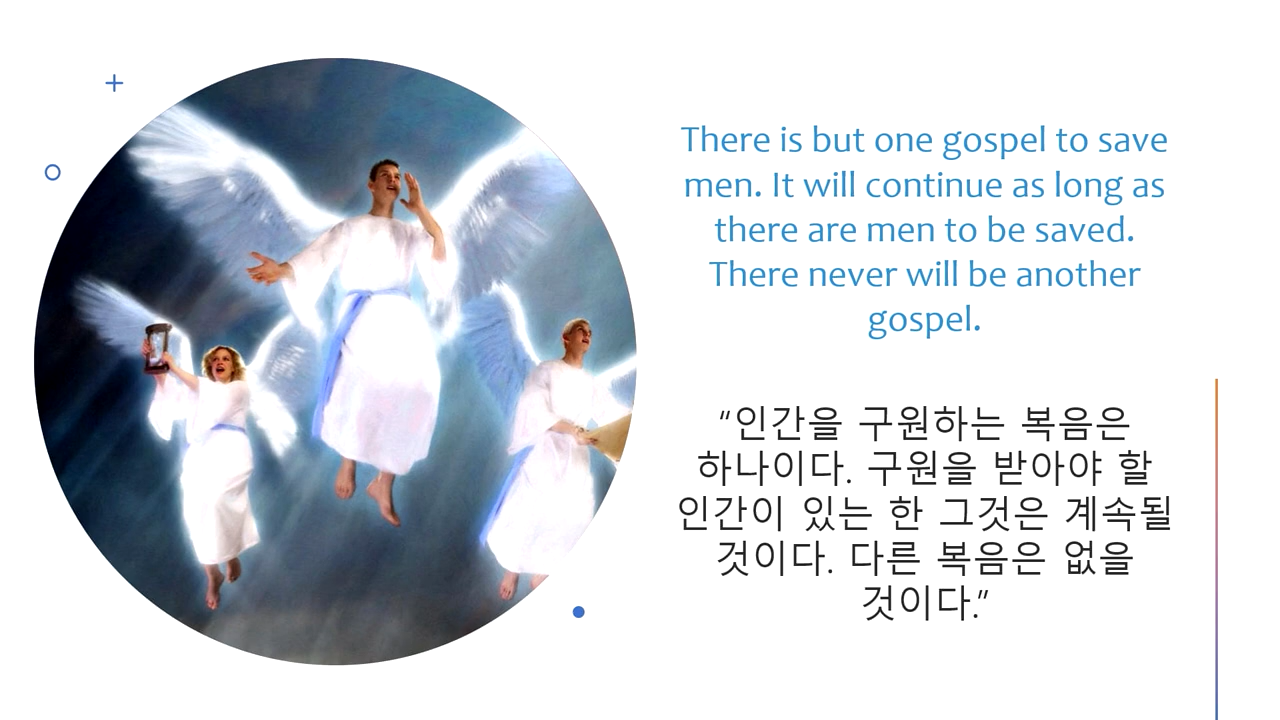 There is but one gospel to save
men. It will continue as long as
there are men to be saved.
There never will be another
gospel.
“인간을 구원하는 복음은
하나이다. 구원을 받아야 할
인간이 있는 한 그것은 계속될
것이다. 다른 복음은 없을
것이다.”